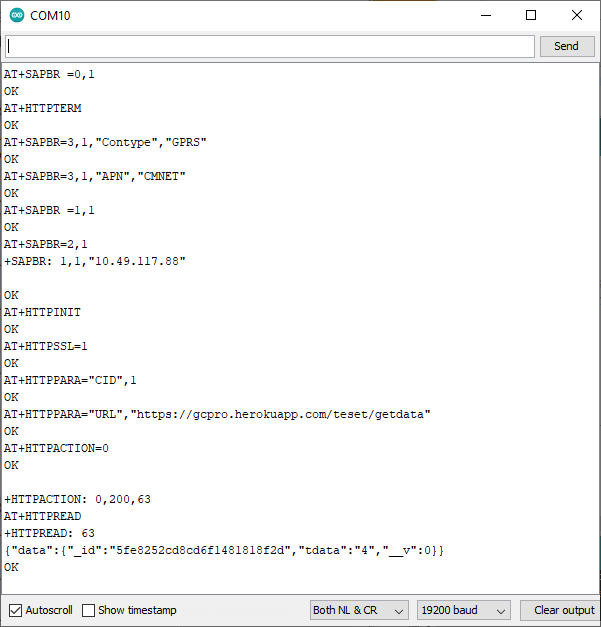 COM10
Send
AT+SAPBR =0,1
OK
AT+HTTPTERM
OK
AT+SAPBR=3,1,"Contype","GPRS"
OK
AT+SAPBR=3,1,"APN","CMNET"
OK
AT+SAPBR =1,1
OK
AT+SAPBR=2,1
+SAPBR: 1,1,"10.49.117.88"
OK
AT+HTTPINIT
OK
AT+HTTPSSL=1
OK
AT+HTTPPARA="CID",1
OK
AT+HTTPPARA="URL","https://gcpro.herokuapp.com/teset/getdata"
OK
AT+HTTPACTION=0
OK
+HTTPACTION: 0,200,63
AT+HTTPREAD
+HTTPREAD: 63
{"data":{"_id":"5fe8252cd8cd6f1481818f2d","tdata":"4","__v":0}}
OK
Autoscroll Show timestamp Both NL & CR 19200 baud Clear output